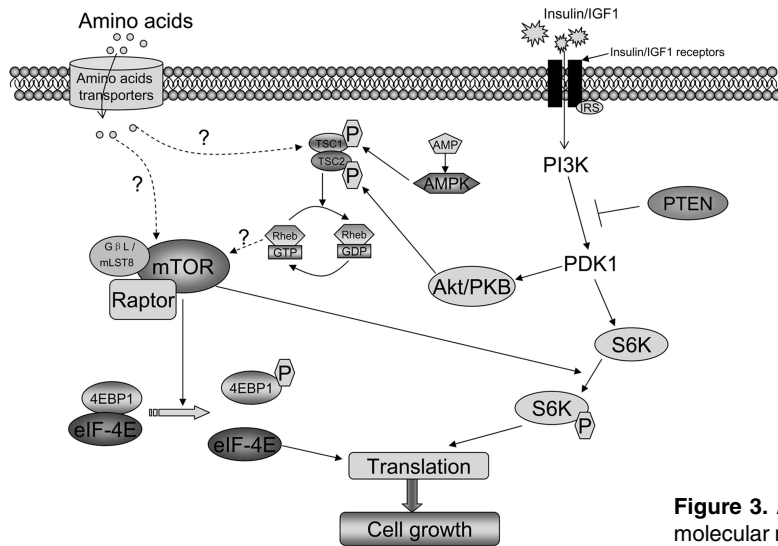 Amino acids
Insulin/IGF1
Insulin/IGF1 receptors
Amino acids
transporters
IRS
?
TSC1
P
TSC2
P
AMP
AMPK
PI3K
PTEN
?
?
Rheb
GTP
Rheb
GDP
GβL/
mLST8
mTOR
Raptor
Akt/PKB
PDK1
S6K
4EBP1
eIF-4E
4EBP1
P
eIF-4E
S6K
P
Translation
Cell growth
Figure 3. A
molecular r